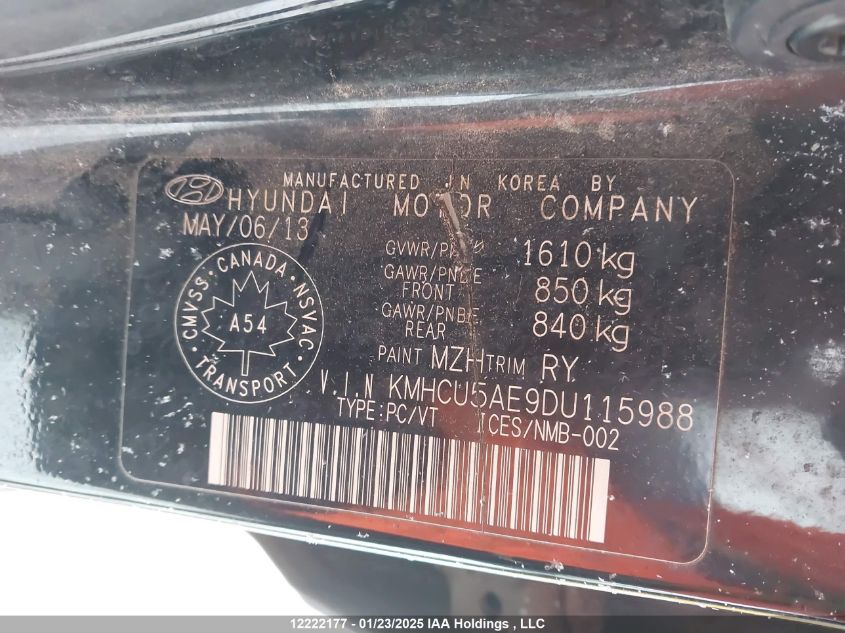 MANUFACTURED IN KOREA BY
HYUNDAI MOTOR COMPANY
MAY/06/13
GVWR/PNBV 1610 kg
GAWR/PNBE FRONT 850 kg
GAWR/PNBE REAR 840 kg
PAINT MZH TRIM RY
CMVSS · CANADA · NSVAC
A54
TRANSPORT
V.I.N KMHCU5AE9DU115988
TYPE:PC/VT ICES/NMB-002
12222177 - 01/23/2025 IAA Holdings , LLC